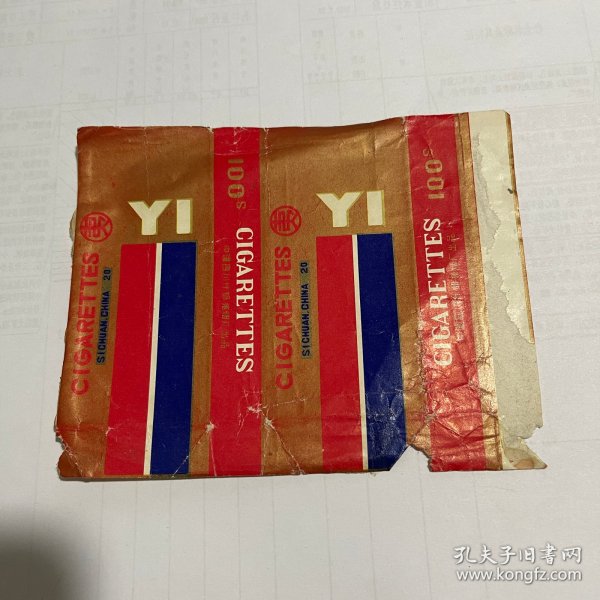 YI
CIGARETTES
SICHUAN.CHINA 20
100s
CIGARETTES
YI
CIGARETTES
SICHUAN.CHINA 20
100s
CIGARETTES
孔夫子旧书网
www.kongfz.com